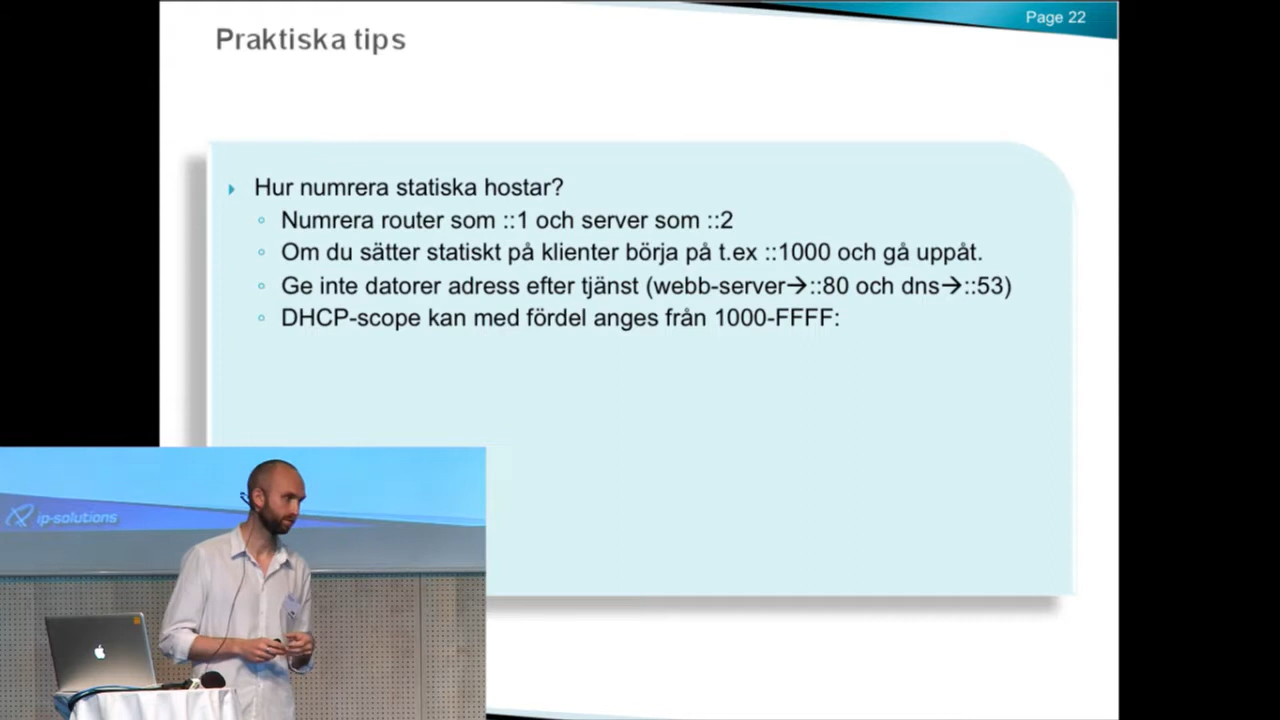 Page 22
Praktiska tips
Hur numrera statiska hostar?
Numrera router som ::1 och server som ::2
Om du sätter statiskt på klienter börja på t.ex ::1000 och gå uppåt.
Ge inte datorer adress efter tjänst (webb-server→::80 och dns→::53)
DHCP-scope kan med fördel anges från 1000-FFFF:
ip-solutions